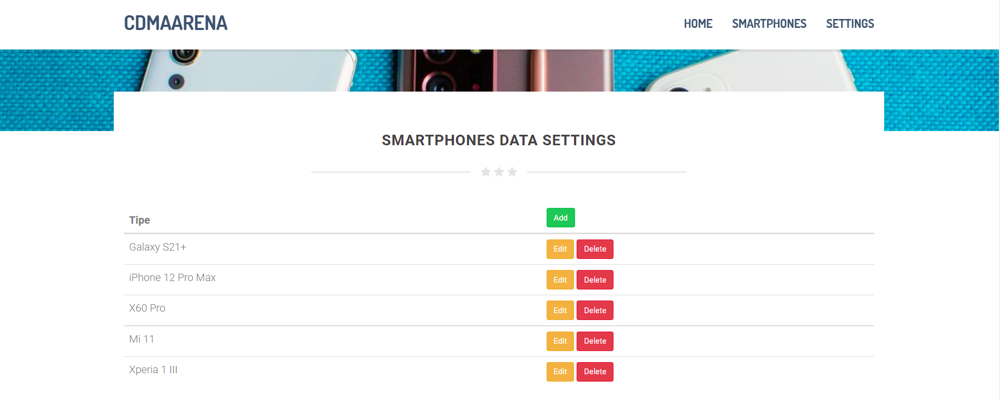 CDMAARENA
HOME SMARTPHONES SETTINGS
SMARTPHONES DATA SETTINGS
Tipe Add
Galaxy S21+ Edit Delete
iPhone 12 Pro Max Edit Delete
X60 Pro Edit Delete
Mi 11 Edit Delete
Xperia 1 III Edit Delete